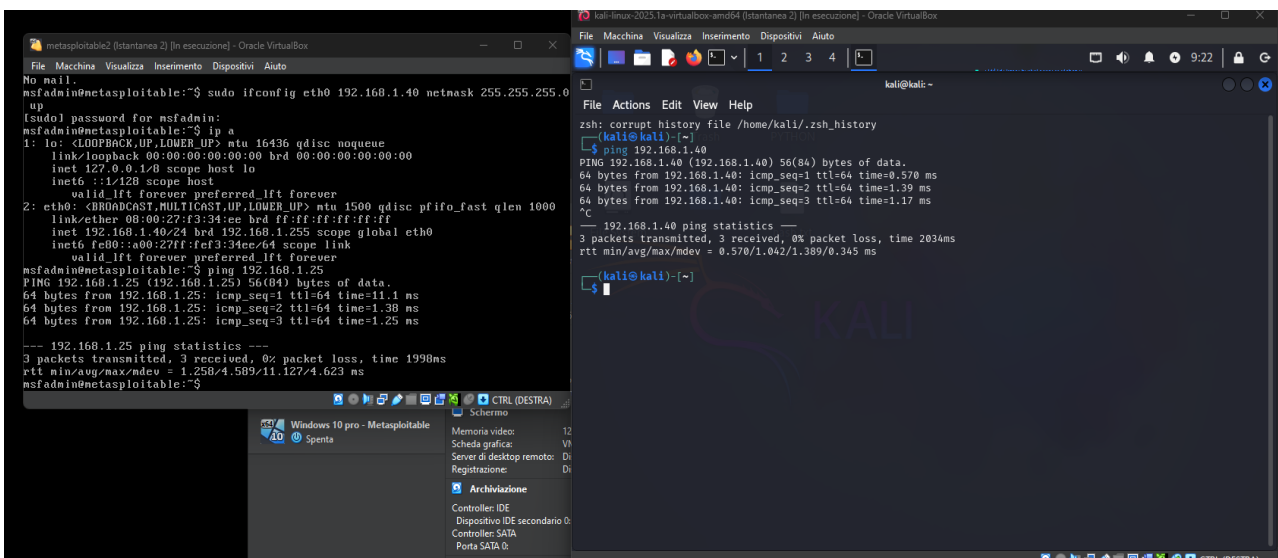 metasploitable2 (Istantanea 2) [In esecuzione] - Oracle VirtualBox
File Macchina Visualizza Inserimento Dispositivi Aiuto
No mail.
msfadmin@metasploitable:~$ sudo ifconfig eth0 192.168.1.40 netmask 255.255.255.0
up
[sudo] password for msfadmin:
msfadmin@metasploitable:~$ ip a
1: lo: <LOOPBACK,UP,LOWER_UP> mtu 16436 qdisc noqueue
link/loopback 00:00:00:00:00:00 brd 00:00:00:00:00:00
inet 127.0.0.1/8 scope host lo
inet6 ::1/128 scope host
valid_lft forever preferred_lft forever
2: eth0: <BROADCAST,MULTICAST,UP,LOWER_UP> mtu 1500 qdisc pfifo_fast qlen 1000
link/ether 08:00:27:f3:34:ee brd ff:ff:ff:ff:ff:ff
inet 192.168.1.40/24 brd 192.168.1.255 scope global eth0
inet6 fe80::a00:27ff:fef3:34ee/64 scope link
valid_lft forever preferred_lft forever
msfadmin@metasploitable:~$ ping 192.168.1.25
PING 192.168.1.25 (192.168.1.25) 56(84) bytes of data.
64 bytes from 192.168.1.25: icmp_seq=1 ttl=64 time=11.1 ms
64 bytes from 192.168.1.25: icmp_seq=2 ttl=64 time=1.38 ms
64 bytes from 192.168.1.25: icmp_seq=3 ttl=64 time=1.25 ms
--- 192.168.1.25 ping statistics ---
3 packets transmitted, 3 received, 0% packet loss, time 1998ms
rtt min/avg/max/mdev = 1.258/4.589/11.127/4.623 ms
msfadmin@metasploitable:~$
CTRL (DESTRA)
x64
10
Windows 10 pro - Metasploitable
Spenta
Schermo
Memoria video: 12
Scheda grafica:
Server di desktop remoto: Di
Registrazione: Di
Archiviazione
Controller: IDE
Dispositivo IDE secondario 0:
Controller: SATA
Porta SATA 0:
kali-linux-2025.1a-virtualbox-amd64 (Istantanea 2) [In esecuzione] - Oracle VirtualBox
File Macchina Visualizza Inserimento Dispositivi Aiuto
1 2 3 4
9:22
kali@kali: ~
File Actions Edit View Help
zsh: corrupt history file /home/kali/.zsh_history
┌──(kali㉿kali)-[~]
└─$ ping 192.168.1.40
PING 192.168.1.40 (192.168.1.40) 56(84) bytes of data.
64 bytes from 192.168.1.40: icmp_seq=1 ttl=64 time=0.570 ms
64 bytes from 192.168.1.40: icmp_seq=2 ttl=64 time=1.39 ms
64 bytes from 192.168.1.40: icmp_seq=3 ttl=64 time=1.17 ms
^C
--- 192.168.1.40 ping statistics ---
3 packets transmitted, 3 received, 0% packet loss, time 2034ms
rtt min/avg/max/mdev = 0.570/1.042/1.389/0.345 ms
┌──(kali㉿kali)-[~]
└─$
KALI
CTRL (DESTRA)